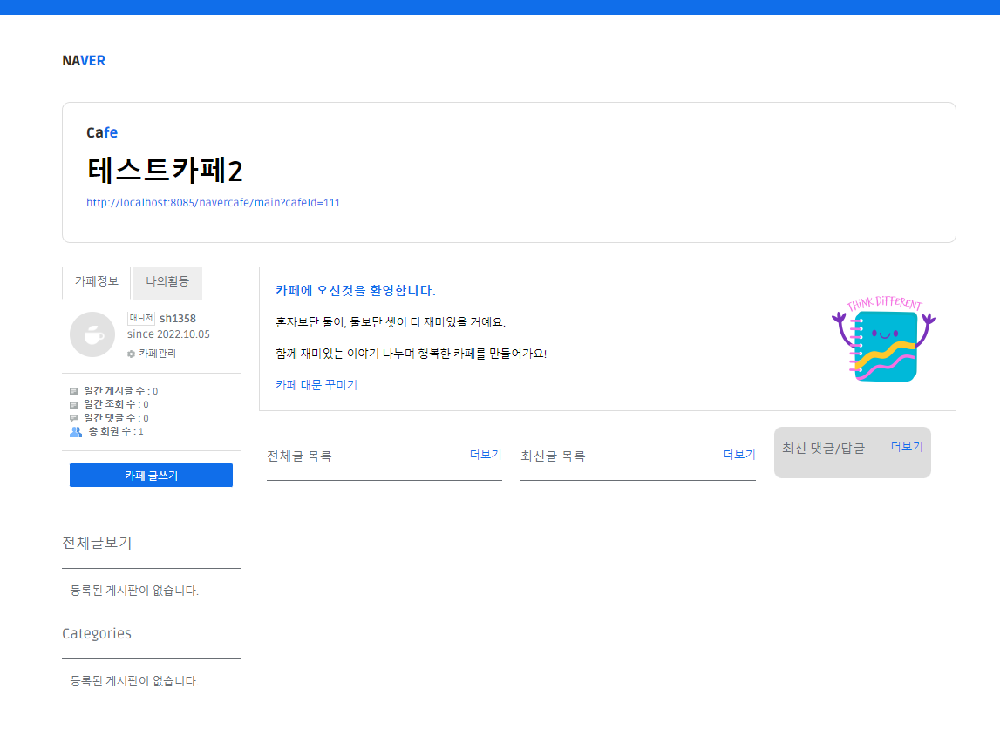 NAVER
Cafe
테스트카페2
http://localhost:8085/navercafe/main?cafeId=111
카페정보 나의활동
매니저 sh1358
since 2022.10.05
카페관리
일간 게시글 수 : 0
일간 조회 수 : 0
일간 댓글 수 : 0
총 회원 수 : 1
카페 글쓰기
전체글보기
등록된 게시판이 없습니다.
Categories
등록된 게시판이 없습니다.
카페에 오신것을 환영합니다.
혼자보단 둘이, 둘보단 셋이 더 재미있을 거예요.
함께 재미있는 이야기 나누며 행복한 카페를 만들어가요!
카페 대문 꾸미기
THiNK DiFFERENT
전체글 목록 더보기
최신글 목록 더보기
최신 댓글/답글 더보기